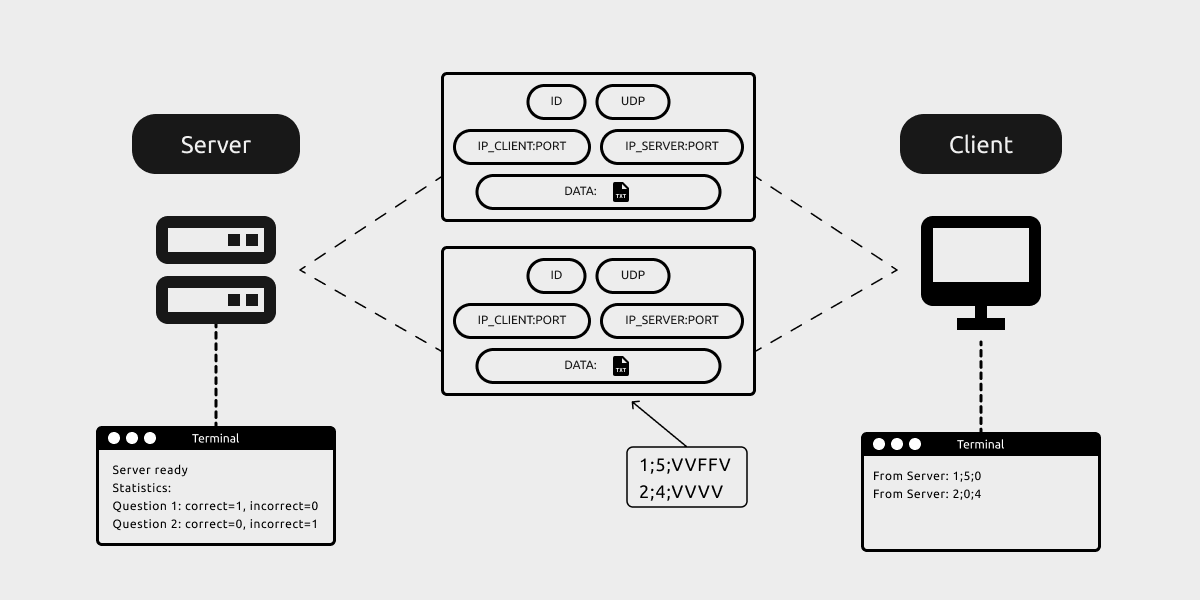 Server
ID
UDP
IP_CLIENT:PORT
IP_SERVER:PORT
DATA:
TXT
Client
ID
UDP
IP_CLIENT:PORT
IP_SERVER:PORT
DATA:
TXT
1;5;VVFFV
2;4;VVVV
Terminal
Server ready
Statistics:
Question 1: correct=1, incorrect=0
Question 2: correct=0, incorrect=1
Terminal
From Server: 1;5;0
From Server: 2;0;4